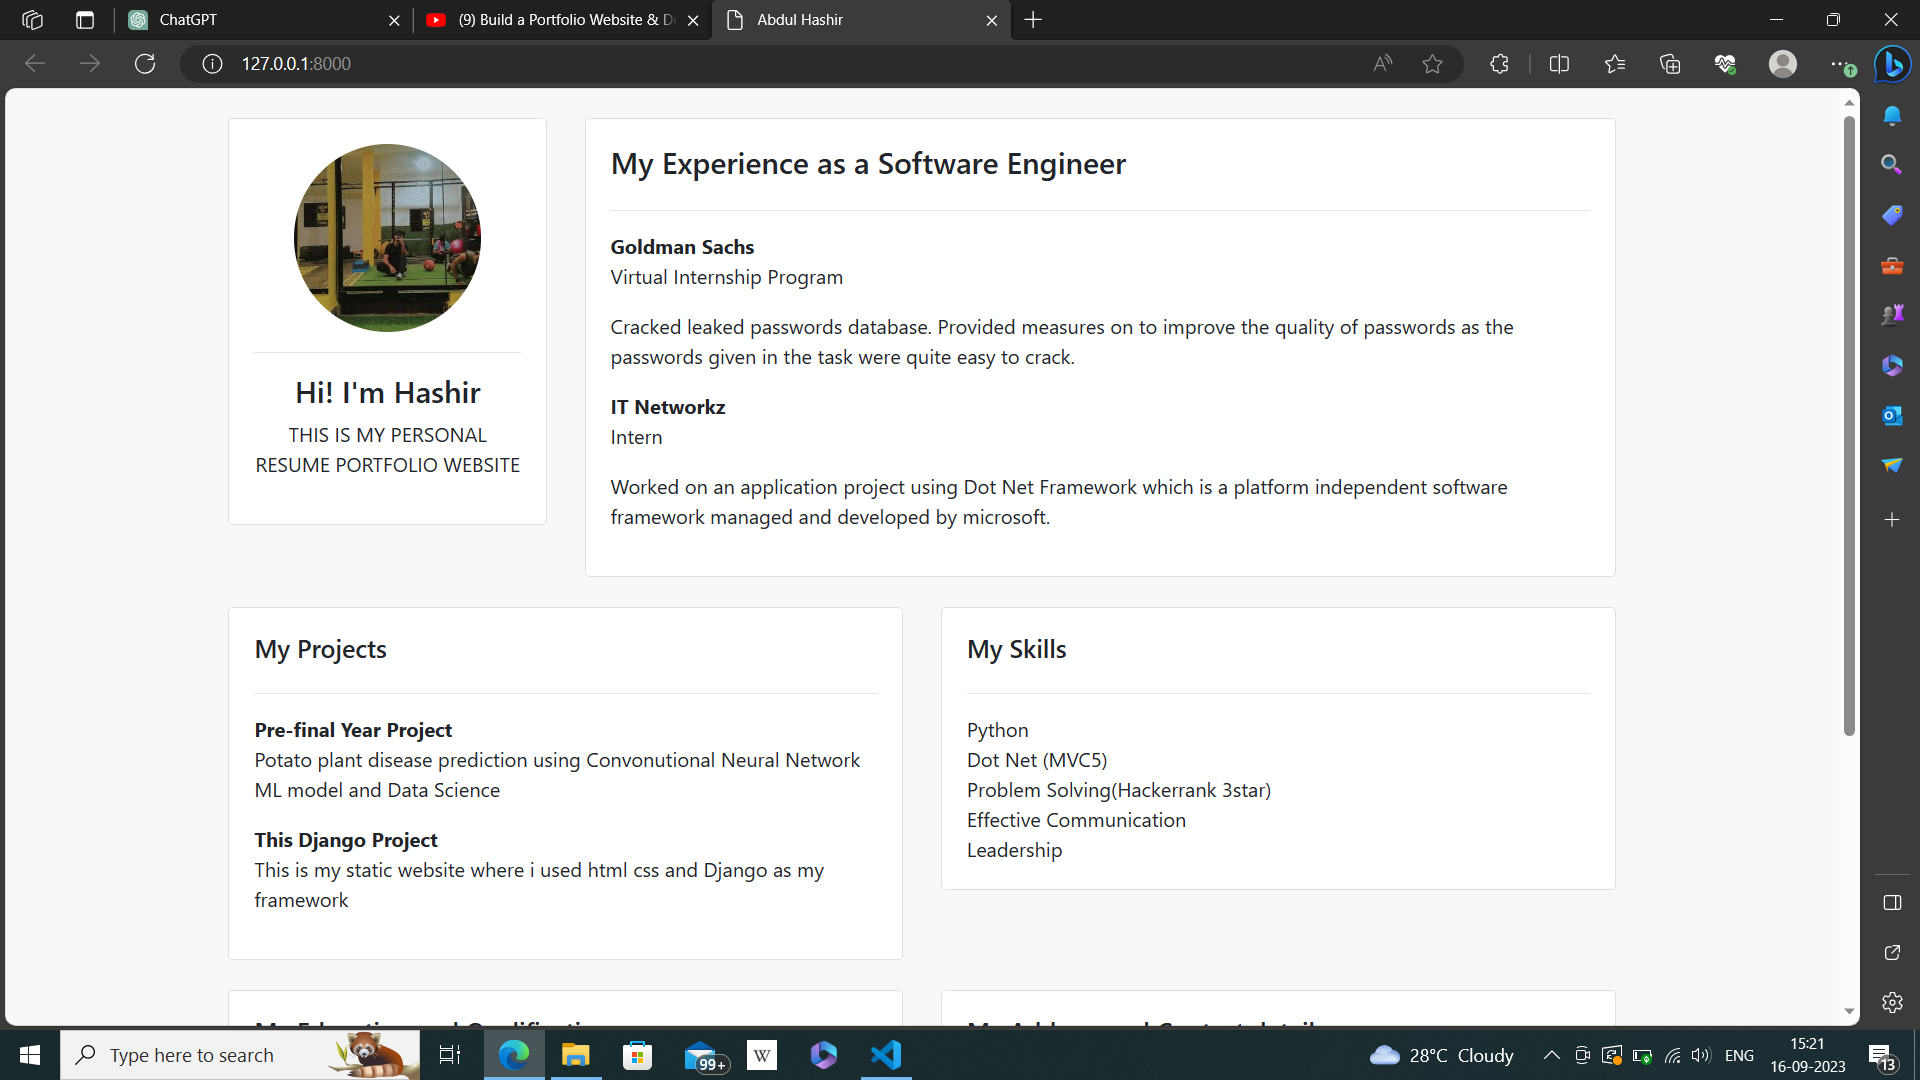 ChatGPT
(9) Build a Portfolio Website & D
Abdul Hashir
127.0.0.1:8000
Hi! I'm Hashir
THIS IS MY PERSONAL
RESUME PORTFOLIO WEBSITE
My Experience as a Software Engineer
Goldman Sachs
Virtual Internship Program
Cracked leaked passwords database. Provided measures on to improve the quality of passwords as the
passwords given in the task were quite easy to crack.
IT Networkz
Intern
Worked on an application project using Dot Net Framework which is a platform independent software
framework managed and developed by microsoft.
My Projects
Pre-final Year Project
Potato plant disease prediction using Convonutional Neural Network
ML model and Data Science
This Django Project
This is my static website where i used html css and Django as my
framework
My Skills
Python
Dot Net (MVC5)
Problem Solving(Hackerrank 3star)
Effective Communication
Leadership
Type here to search
99+
W
28°C Cloudy
ENG
15:21
16-09-2023
13